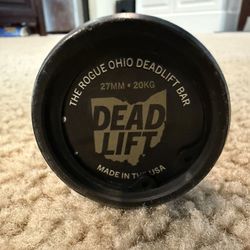 THE ROGUE OHIO DEADLIFT BAR
27MM • 20KG
DEAD
LIFT
MADE IN THE USA